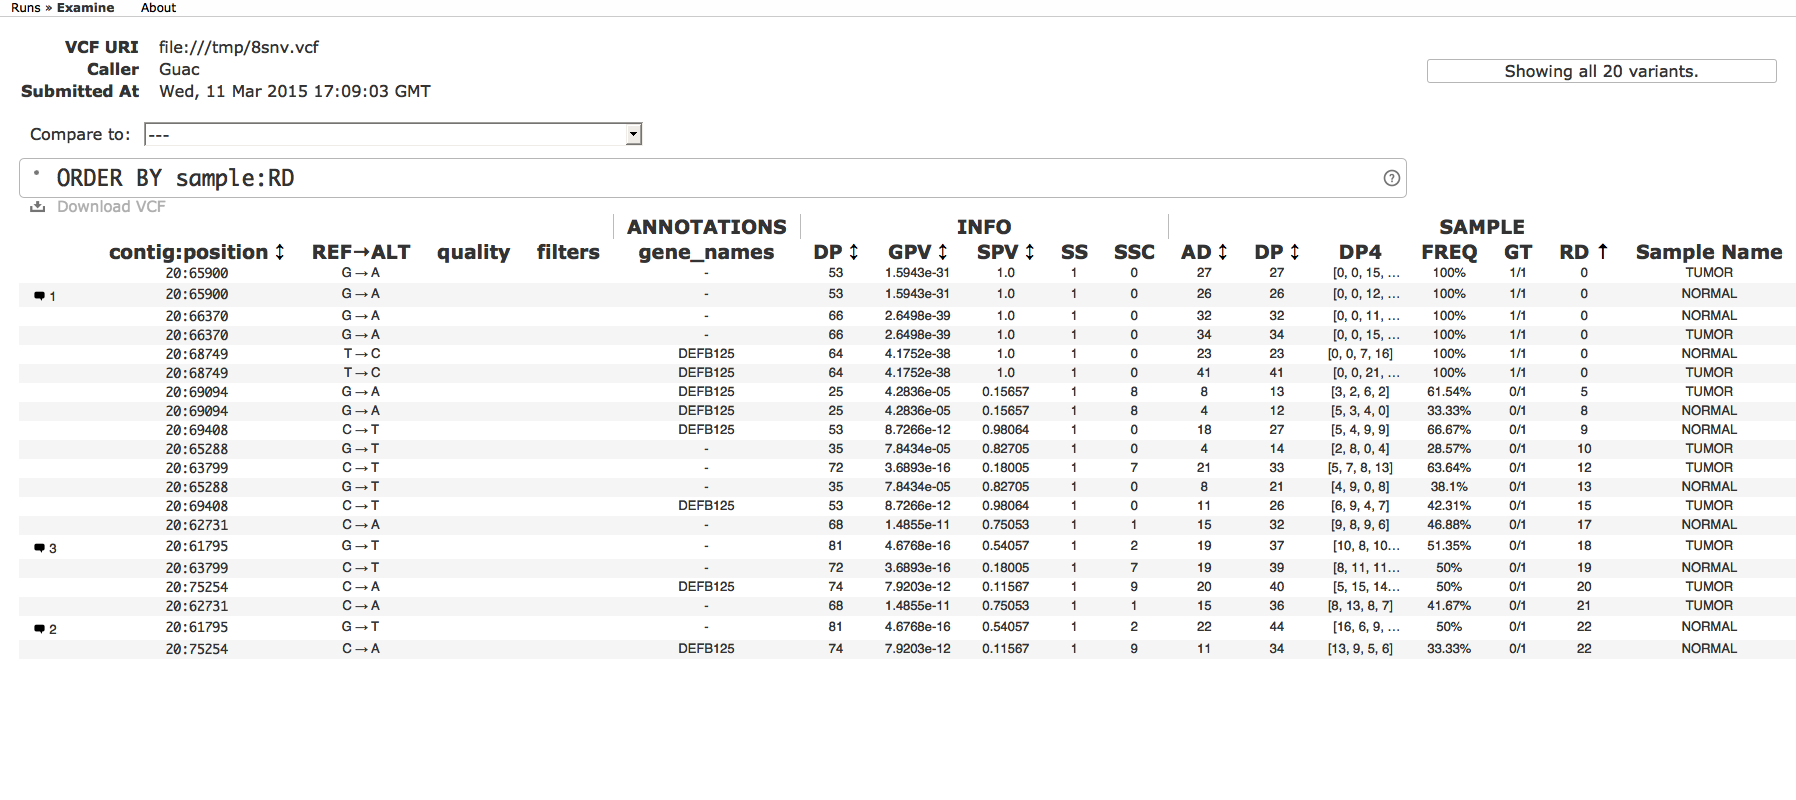 Runs » Examine About
VCF URI file:///tmp/8snv.vcf
Caller Guac
Submitted At Wed, 11 Mar 2015 17:09:03 GMT
Showing all 20 variants.
Compare to: ---
ORDER BY sample:RD
Download VCF
ANNOTATIONS INFO SAMPLE
contig:position REF→ALT quality filters gene_names DP GPV SPV SS SSC AD DP DP4 FREQ GT RD Sample Name
20:65900 G→A - 53 1.5943e-31 1.0 1 0 27 27 [0, 0, 15, ... 100% 1/1 0 TUMOR
1 20:65900 G→A - 53 1.5943e-31 1.0 1 0 26 26 [0, 0, 12, ... 100% 1/1 0 NORMAL
20:66370 G→A - 66 2.6498e-39 1.0 1 0 32 32 [0, 0, 11, ... 100% 1/1 0 NORMAL
20:66370 G→A - 66 2.6498e-39 1.0 1 0 34 34 [0, 0, 15, ... 100% 1/1 0 TUMOR
20:68749 T→C DEFB125 64 4.1752e-38 1.0 1 0 23 23 [0, 0, 7, 16] 100% 1/1 0 NORMAL
20:68749 T→C DEFB125 64 4.1752e-38 1.0 1 0 41 41 [0, 0, 21, ... 100% 1/1 0 TUMOR
20:69094 G→A DEFB125 25 4.2836e-05 0.15657 1 8 8 13 [3, 2, 6, 2] 61.54% 0/1 5 TUMOR
20:69094 G→A DEFB125 25 4.2836e-05 0.15657 1 8 4 12 [5, 3, 4, 0] 33.33% 0/1 8 NORMAL
20:69408 C→T DEFB125 53 8.7266e-12 0.98064 1 0 18 27 [5, 4, 9, 9] 66.67% 0/1 9 NORMAL
20:65288 G→T - 35 7.8434e-05 0.82705 1 0 4 14 [2, 8, 0, 4] 28.57% 0/1 10 TUMOR
20:63799 C→T - 72 3.6893e-16 0.18005 1 7 21 33 [5, 7, 8, 13] 63.64% 0/1 12 TUMOR
20:65288 G→T - 35 7.8434e-05 0.82705 1 0 8 21 [4, 9, 0, 8] 38.1% 0/1 13 NORMAL
20:69408 C→T DEFB125 53 8.7266e-12 0.98064 1 0 11 26 [6, 9, 4, 7] 42.31% 0/1 15 TUMOR
20:62731 C→A - 68 1.4855e-11 0.75053 1 1 15 32 [9, 8, 9, 6] 46.88% 0/1 17 NORMAL
3 20:61795 G→T - 81 4.6768e-16 0.54057 1 2 19 37 [10, 8, 10... 51.35% 0/1 18 TUMOR
20:63799 C→T - 72 3.6893e-16 0.18005 1 7 19 39 [8, 11, 11... 50% 0/1 19 NORMAL
20:75254 C→A DEFB125 74 7.9203e-12 0.11567 1 9 20 40 [5, 15, 14... 50% 0/1 20 TUMOR
20:62731 C→A - 68 1.4855e-11 0.75053 1 1 15 36 [8, 13, 8, 7] 41.67% 0/1 21 TUMOR
2 20:61795 G→T - 81 4.6768e-16 0.54057 1 2 22 44 [16, 6, 9, ... 50% 0/1 22 NORMAL
20:75254 C→A DEFB125 74 7.9203e-12 0.11567 1 9 11 34 [13, 9, 5, 6] 33.33% 0/1 22 NORMAL